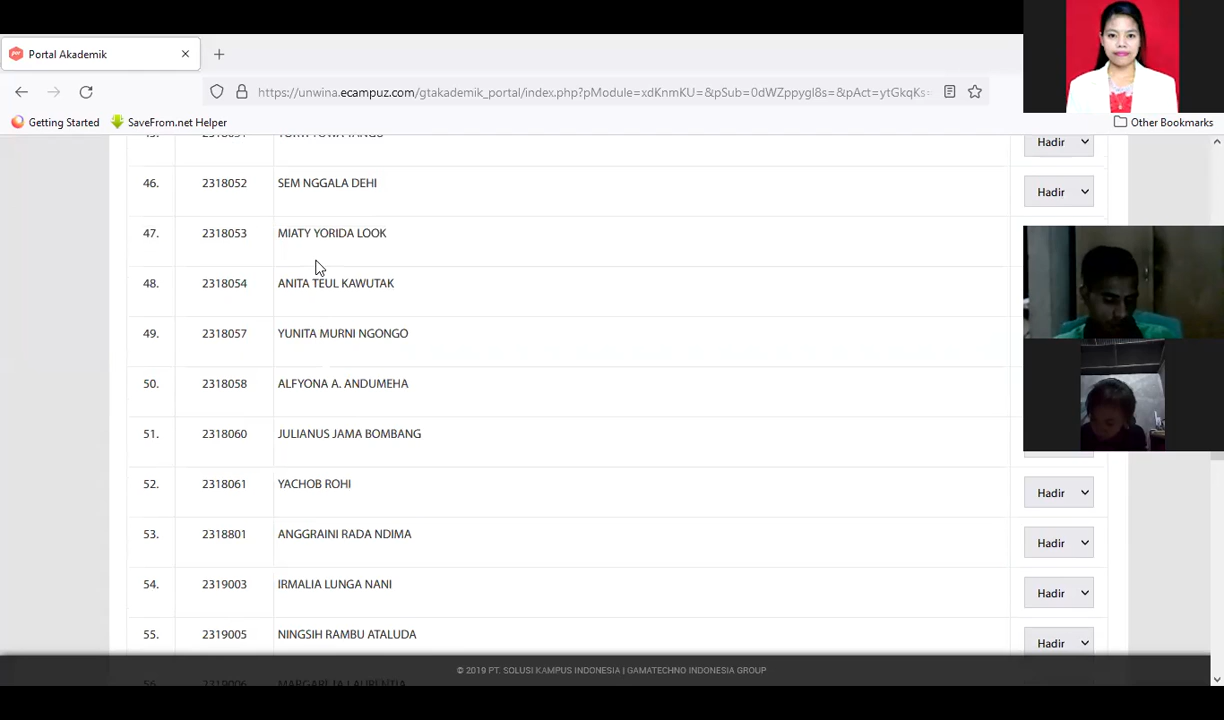 Portal Akademik
https://unwina.ecampuz.com/gtakademik_portal/index.php?pModule=xdKnmKU=&pSub=0dWZppygl8s=&pAct=ytGkqKs=
Getting Started
SaveFrom.net Helper
Other Bookmarks
Hadir
46. 2318052 SEM NGGALA DEHI Hadir
47. 2318053 MIATY YORIDA LOOK
48. 2318054 ANITA TEUL KAWUTAK
49. 2318057 YUNITA MURNI NGONGO
50. 2318058 ALFYONA A. ANDUMEHA
51. 2318060 JULIANUS JAMA BOMBANG
52. 2318061 YACHOB ROHI Hadir
53. 2318801 ANGGRAINI RADA NDIMA Hadir
54. 2319003 IRMALIA LUNGA NANI Hadir
55. 2319005 NINGSIH RAMBU ATALUDA Hadir
© 2019 PT. SOLUSI KAMPUS INDONESIA | GAMATECHNO INDONESIA GROUP